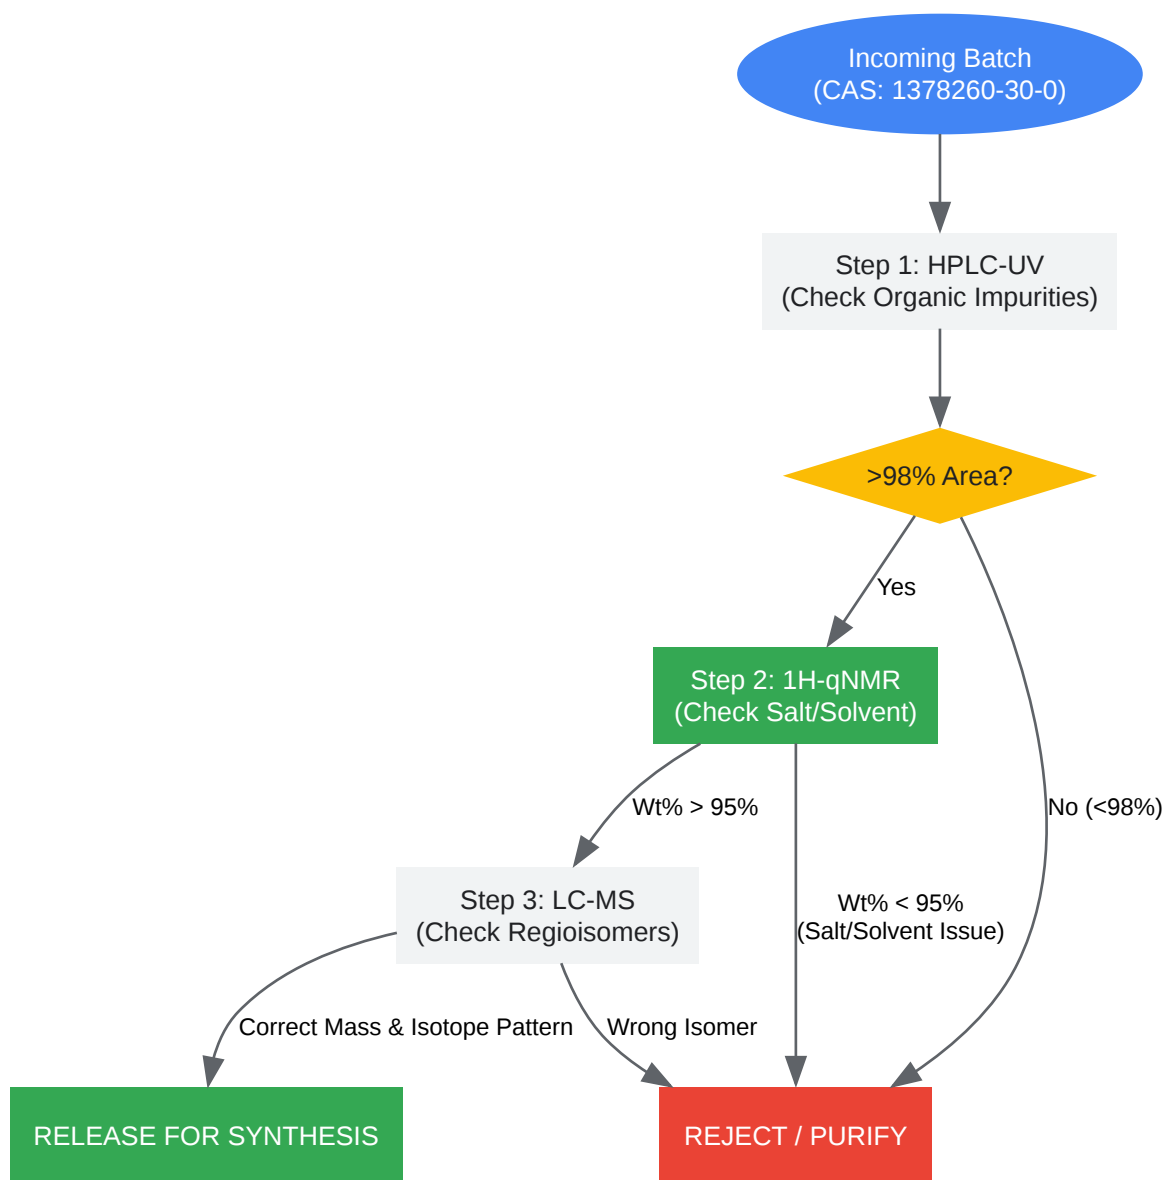 Incoming Batch
(CAS: 1378260-30-0)
Step 1: HPLC-UV
(Check Organic Impurities)
>98% Area?
Yes
Step 2: 1H-qNMR
(Check Salt/Solvent)
Wt% > 95%
No (<98%)
Step 3: LC-MS
(Check Regioisomers)
Wt% < 95%
(Salt/Solvent Issue)
Correct Mass & Isotope Pattern
Wrong Isomer
RELEASE FOR SYNTHESIS
REJECT / PURIFY